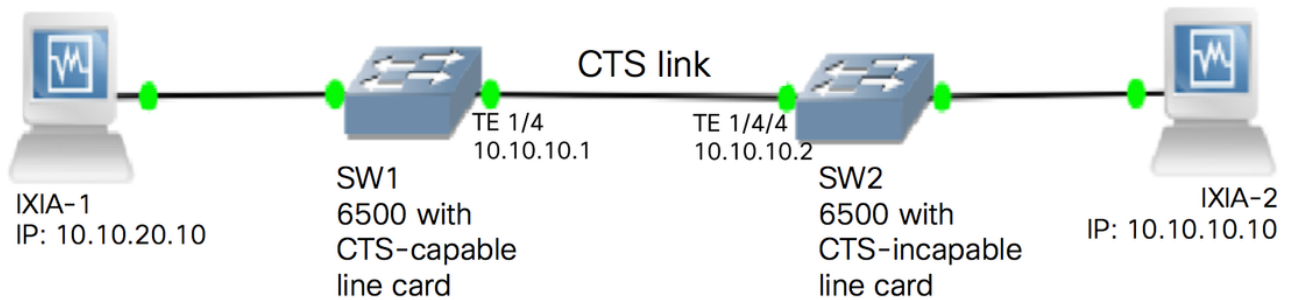 CTS link
TE 1/4
10.10.10.1
TE 1/4/4
10.10.10.2
IXIA-1
IP: 10.10.20.10
SW1
6500 with
CTS-capable
line card
SW2
6500 with
CTS-incapable
line card
IXIA-2
IP: 10.10.10.10